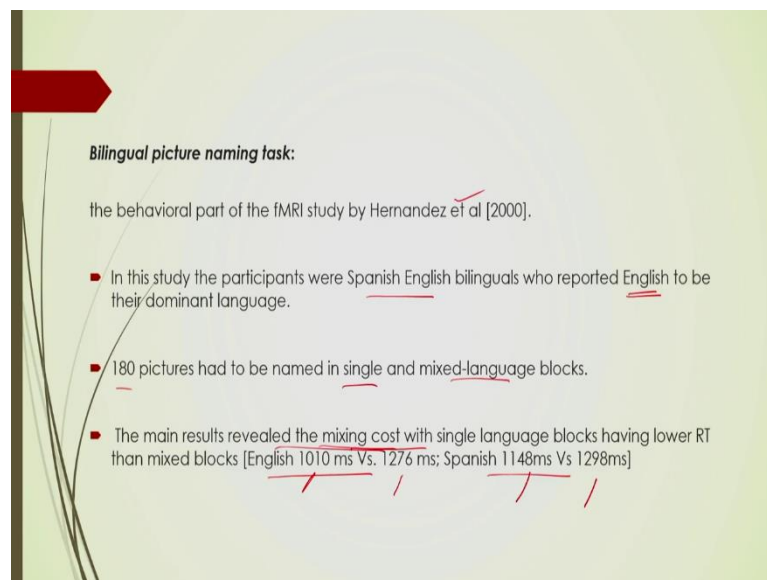 Bilingual picture naming task:
the behavioral part of the fMRI study by Hernandez et al [2000].
In this study the participants were Spanish English bilinguals who reported English to be
their dominant language.
180 pictures had to be named in single and mixed-language blocks.
The main results revealed the mixing cost with single language blocks having lower RT
than mixed blocks [English 1010 ms Vs. 1276 ms; Spanish 1148ms Vs 1298ms]